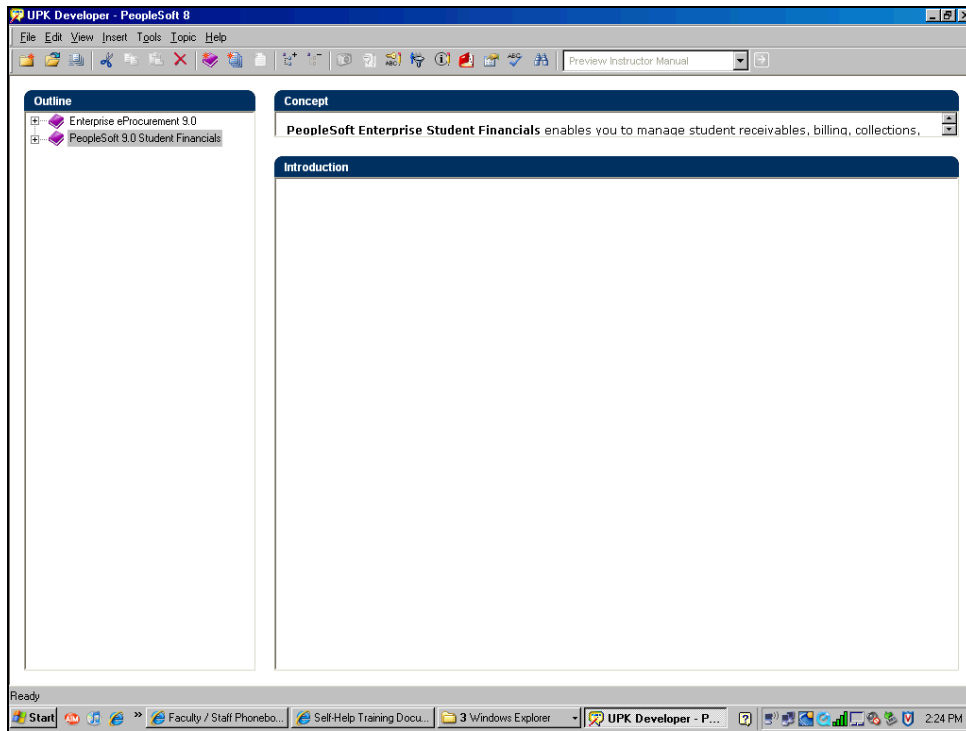 UPK Developer - PeopleSoft 8
File Edit View Insert Tools Topic Help
Preview Instructor Manual
Outline
Enterprise eProcurement 9.0
PeopleSoft 9.0 Student Financials
Concept
PeopleSoft Enterprise Student Financials enables you to manage student receivables, billing, collections,
Introduction
Ready
Start
»
Faculty / Staff Phonebo...
Self-Help Training Docu...
3 Windows Explorer
UPK Developer - P...
2:24 PM